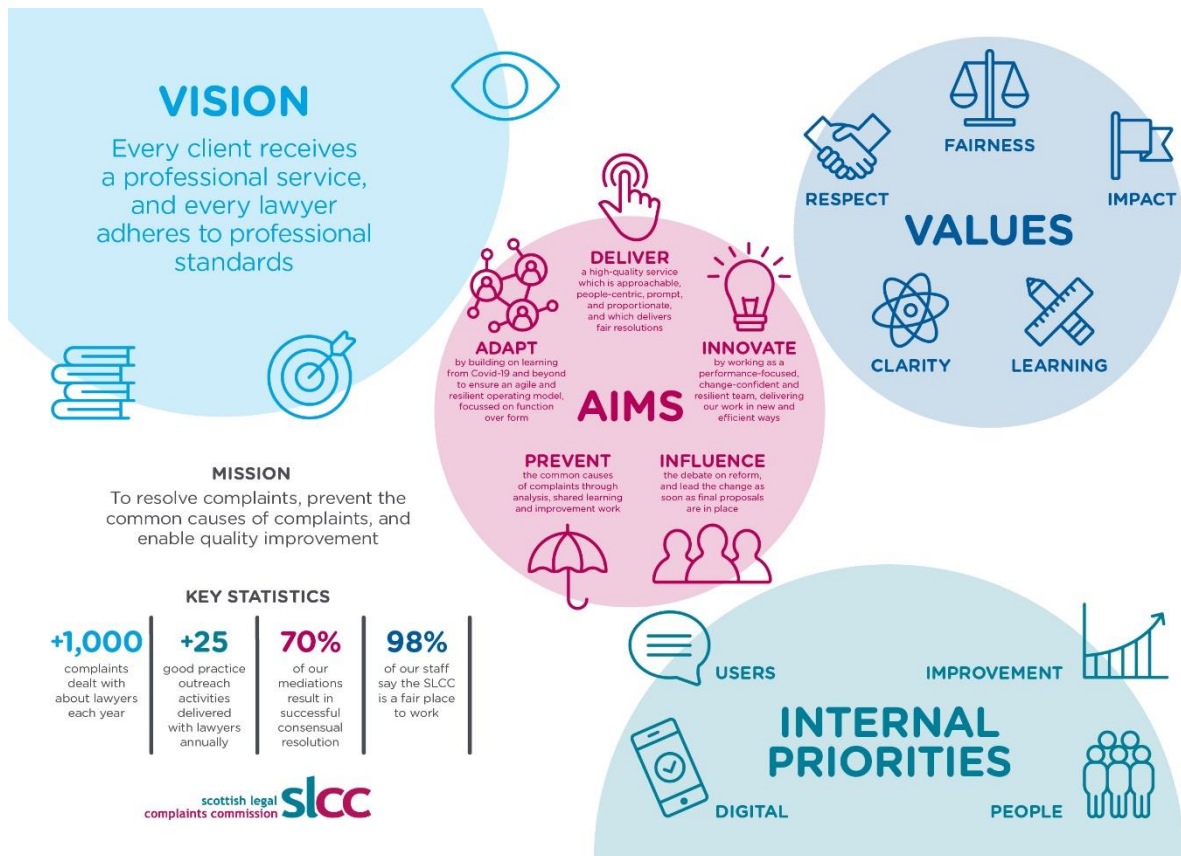 VISION
Every client receives
a professional service,
and every lawyer
adheres to professional
standards
MISSION
To resolve complaints, prevent the
common causes of complaints, and
enable quality improvement
KEY STATISTICS
+1,000
complaints
dealt with
about lawyers
each year
+25
good practice
outreach
activities
delivered
with lawyers
annually
70%
of our
mediations
result in
successful
consensual
resolution
98%
of our staff
say the SLCC
is a fair place
to work
scottish legal
complaints commission
slcc
AIMS
DELIVER
a high-quality service
which is approachable,
people-centric, prompt,
and proportionate,
and which delivers
fair resolutions
ADAPT
by building on learning
from Covid-19 and beyond
to ensure an agile and
resilient operating model,
focussed on function
over form
INNOVATE
by working as a
performance-focused,
change-confident and
resilient team, delivering
our work in new and
efficient ways
PREVENT
the common causes
of complaints through
analysis, shared learning
and improvement work
INFLUENCE
the debate on reform,
and lead the change as
soon as final proposals
are in place
VALUES
FAIRNESS
RESPECT
IMPACT
CLARITY
LEARNING
INTERNAL
PRIORITIES
USERS
IMPROVEMENT
DIGITAL
PEOPLE